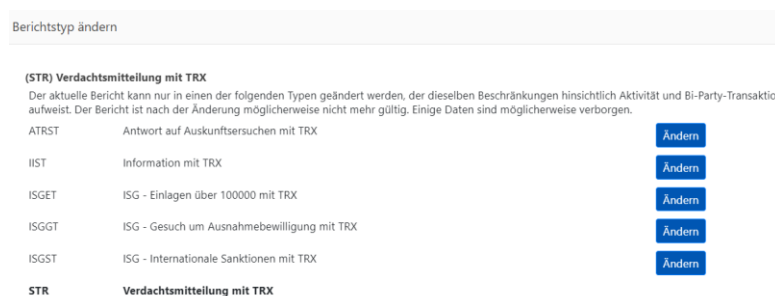 Berichtstyp ändern
(STR) Verdachtsmitteilung mit TRX
Der aktuelle Bericht kann nur in einen der folgenden Typen geändert werden, der dieselben Beschränkungen hinsichtlich Aktivität und Bi-Party-Transaktio
aufweist. Der Bericht ist nach der Änderung möglicherweise nicht mehr gültig. Einige Daten sind möglicherweise verborgen.
ATRST Antwort auf Auskunftsersuchen mit TRX Ändern
IIST Information mit TRX Ändern
ISGET ISG - Einlagen über 100000 mit TRX Ändern
ISGGT ISG - Gesuch um Ausnahmebewilligung mit TRX Ändern
ISGST ISG - Internationale Sanktionen mit TRX Ändern
STR Verdachtsmitteilung mit TRX